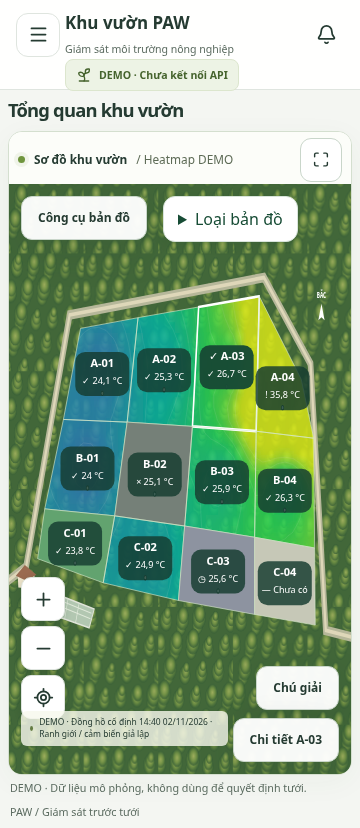 Khu vườn PAW
Giám sát môi trường nông nghiệp
DEMO · Chưa kết nối API
Tổng quan khu vườn
Sơ đồ khu vườn / Heatmap DEMO
Công cụ bản đồ
▶ Loại bản đồ
BẮC
A-01
✓ 24,1 °C
A-02
✓ 25,3 °C
✓ A-03
✓ 26,7 °C
A-04
! 35,8 °C
B-01
✓ 24 °C
B-02
× 25,1 °C
B-03
✓ 25,9 °C
B-04
✓ 26,3 °C
C-01
✓ 23,8 °C
C-02
✓ 24,9 °C
C-03
◷ 25,6 °C
C-04
— Chưa có
+
−
Chú giải
DEMO · Đồng hồ cố định 14:40 02/11/2026 ·
Ranh giới / cảm biến giả lập
Chi tiết A-03
DEMO · Dữ liệu mô phỏng, không dùng để quyết định tưới.
PAW / Giám sát trước tưới